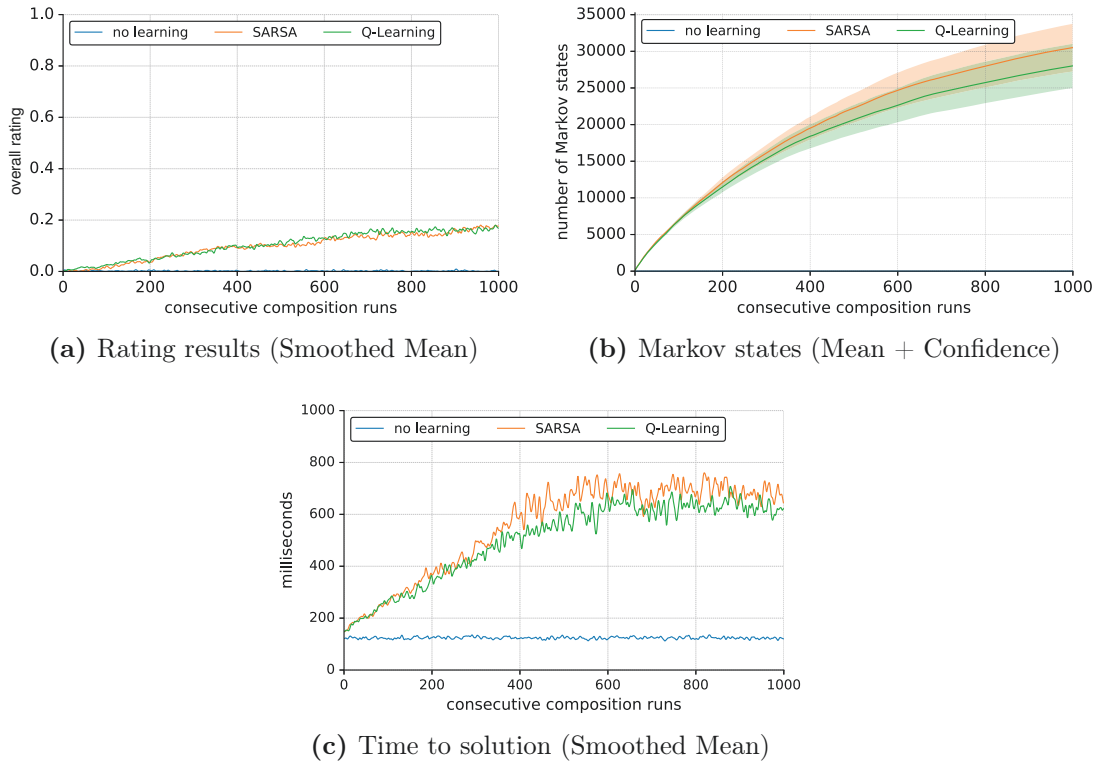 no learning SARSA Q-Learning
1.0
0.8
0.6
0.4
0.2
0.0
overall rating
0 200 400 600 800 1000
consecutive composition runs
(a) Rating results (Smoothed Mean)
no learning SARSA Q-Learning
35000
30000
25000
20000
15000
10000
5000
0
number of Markov states
0 200 400 600 800 1000
consecutive composition runs
(b) Markov states (Mean + Confidence)
no learning SARSA Q-Learning
1000
800
600
400
200
0
milliseconds
0 200 400 600 800 1000
consecutive composition runs
(c) Time to solution (Smoothed Mean)